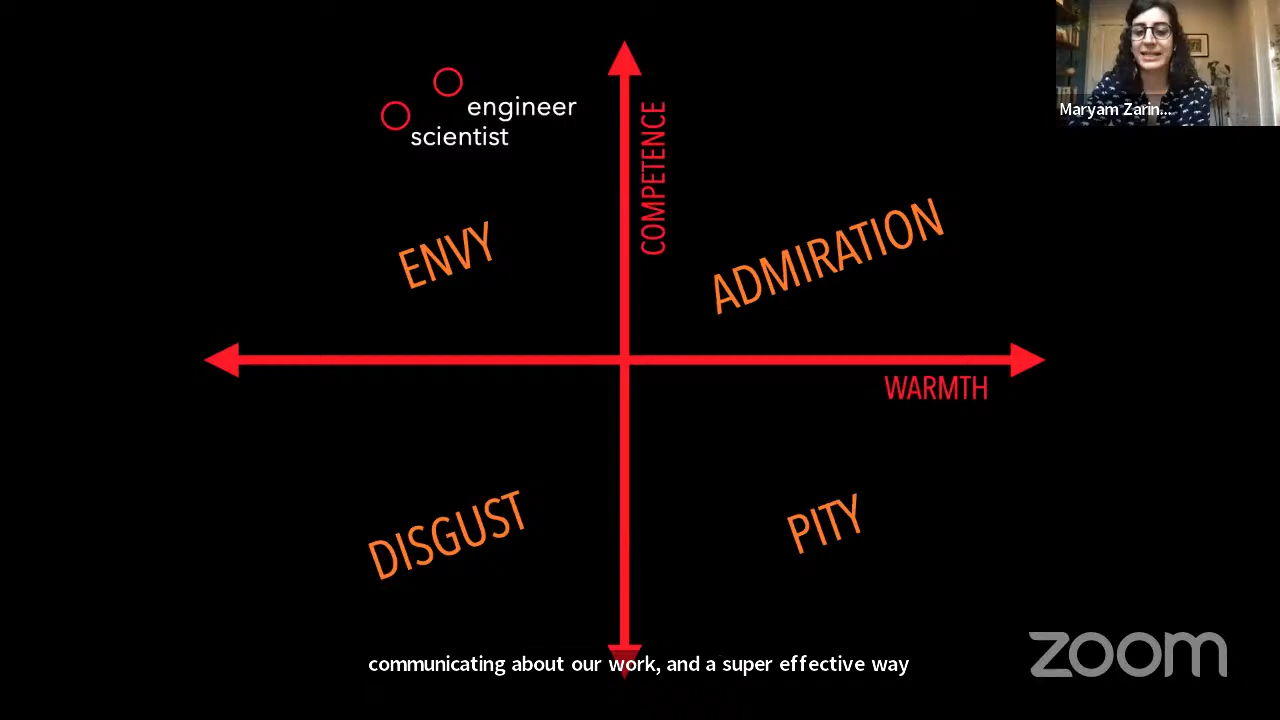 Maryam Zarin...
engineer
scientist
COMPETENCE
ENVY
ADMIRATION
WARMTH
DISGUST
PITY
communicating about our work, and a super effective way
zoom